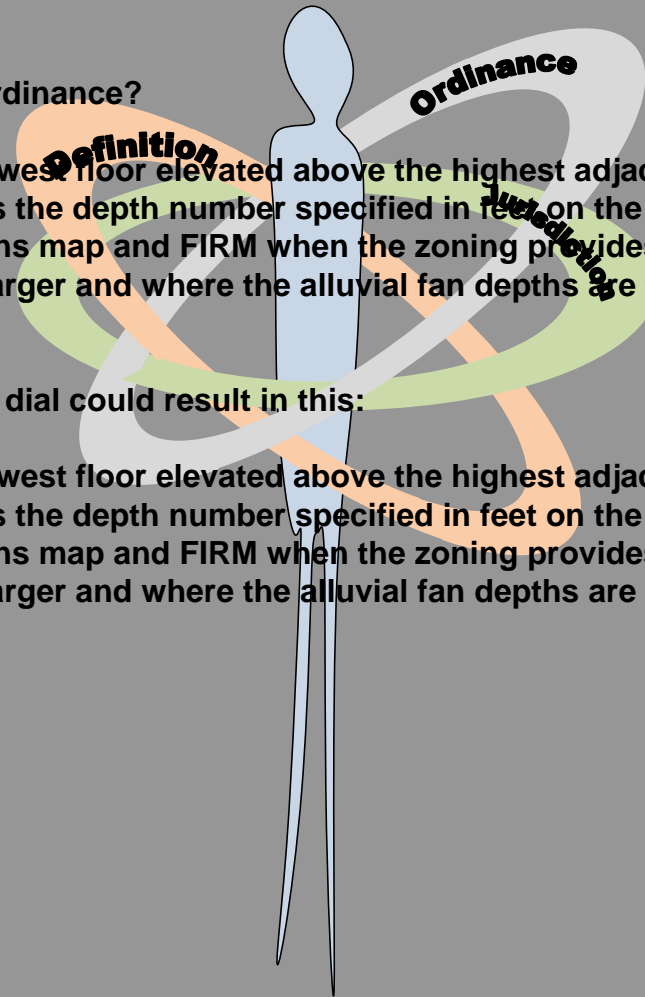 Ordinance
rdinance?
Definition
west floor elevated above the highest adjac
s the depth number specified in feet on the
Jurisdiction
ns map and FIRM when the zoning provides
arger and where the alluvial fan depths are
dial could result in this:
west floor elevated above the highest adjac
s the depth number specified in feet on the
ns map and FIRM when the zoning provides
arger and where the alluvial fan depths are